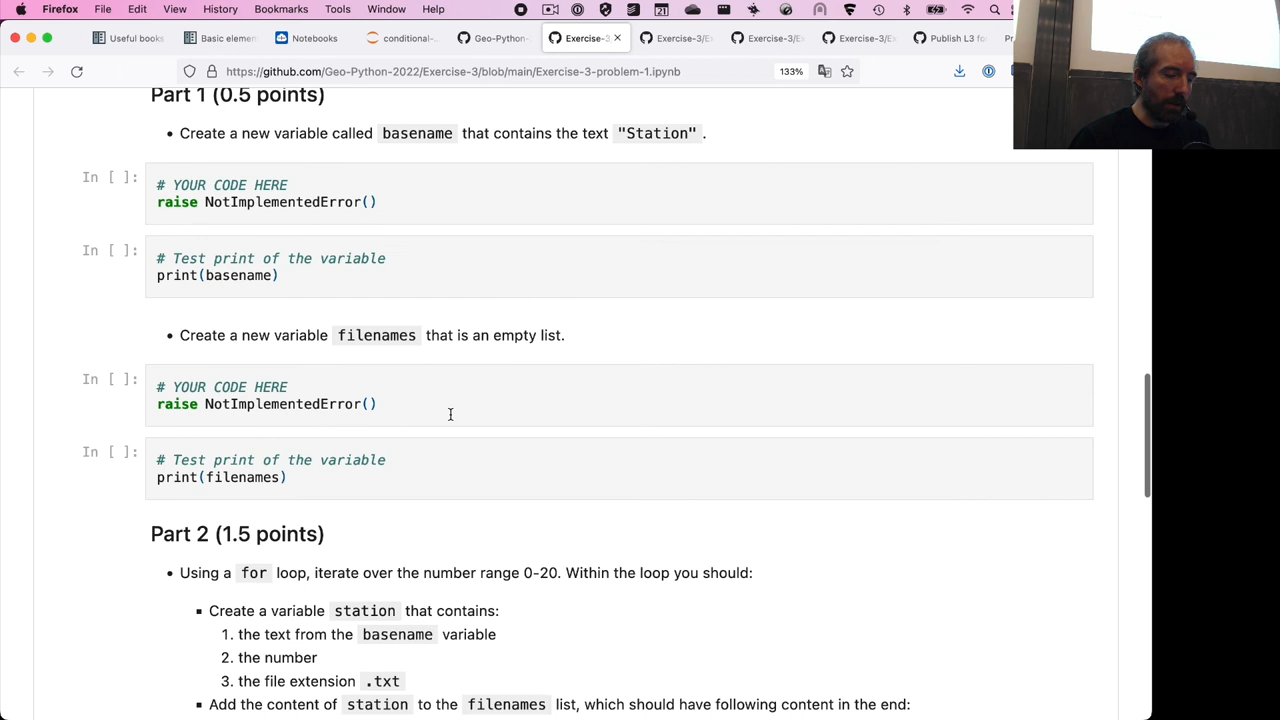 Firefox File Edit View History Bookmarks Tools Window Help
Useful books
Basic elemen
Notebooks
conditional-
Geo-Python-
Exercise-3
Exercise-3/Ex
Exercise-3/Ex
Exercise-3/Ex
Publish L3 fo
https://github.com/Geo-Python-2022/Exercise-3/blob/main/Exercise-3-problem-1.ipynb
133%
Part 1 (0.5 points)
• Create a new variable called basename that contains the text "Station" .
In [ ]:
# YOUR CODE HERE
raise NotImplementedError()
In [ ]:
# Test print of the variable
print(basename)
• Create a new variable filenames that is an empty list.
In [ ]:
# YOUR CODE HERE
raise NotImplementedError()
In [ ]:
# Test print of the variable
print(filenames)
Part 2 (1.5 points)
• Using a for loop, iterate over the number range 0-20. Within the loop you should:
▪ Create a variable station that contains:
1. the text from the basename variable
2. the number
3. the file extension .txt
▪ Add the content of station to the filenames list, which should have following content in the end: